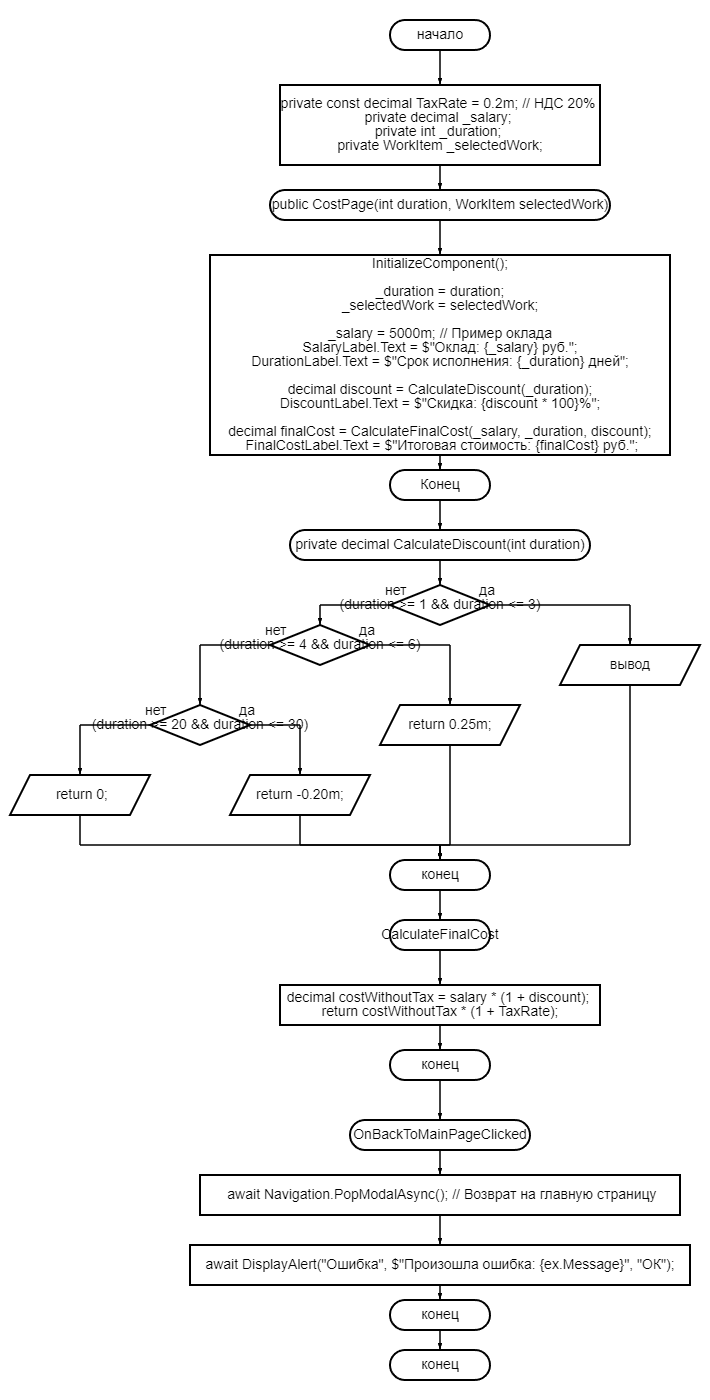 начало
private const decimal TaxRate = 0.2m; // НДС 20%
private decimal _salary;
private int _duration;
private WorkItem _selectedWork;
public CostPage(int duration, WorkItem selectedWork)
InitializeComponent();
_duration = duration;
_selectedWork = selectedWork;
_salary = 5000m; // Пример оклада
SalaryLabel.Text = $"Оклад: {_salary} руб.";
DurationLabel.Text = $"Срок исполнения: {_duration} дней";
decimal discount = CalculateDiscount(_duration);
DiscountLabel.Text = $"Скидка: {discount * 100}%";
decimal finalCost = CalculateFinalCost(_salary, _duration, discount);
FinalCostLabel.Text = $"Итоговая стоимость: {finalCost} руб.";
Конец
private decimal CalculateDiscount(int duration)
нет
да
(duration >= 1 && duration <= 3)
нет
да
(duration >= 4 && duration <= 6)
вывод
нет
да
(duration >= 20 && duration <= 30)
return 0.25m;
return 0;
return -0.20m;
конец
CalculateFinalCost
decimal costWithoutTax = salary * (1 + discount);
return costWithoutTax * (1 + TaxRate);
конец
OnBackToMainPageClicked
await Navigation.PopModalAsync(); // Возврат на главную страницу
await DisplayAlert("Ошибка", $"Произошла ошибка: {ex.Message}", "ОК");
конец
конец